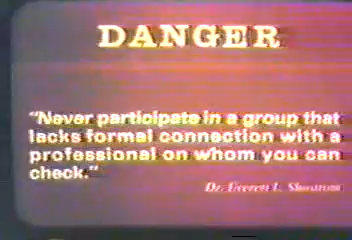 DANGER
"Never participate in a group that
lacks formal connection with a
professional on whom you can
check."
Dr. Everett L. Shostrom